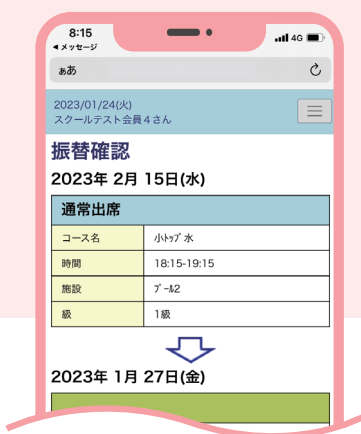 8:15
4G
◀ メッセージ
ぁあ
2023/01/24(火)
スクールテスト会員4さん
振替確認
2023年 2月 15日(水)
通常出席
コース名 小ﾄｯﾌﾟ水
時間 18:15-19:15
施設 ﾌﾟｰﾙ2
級 1級
2023年 1月 27日(金)